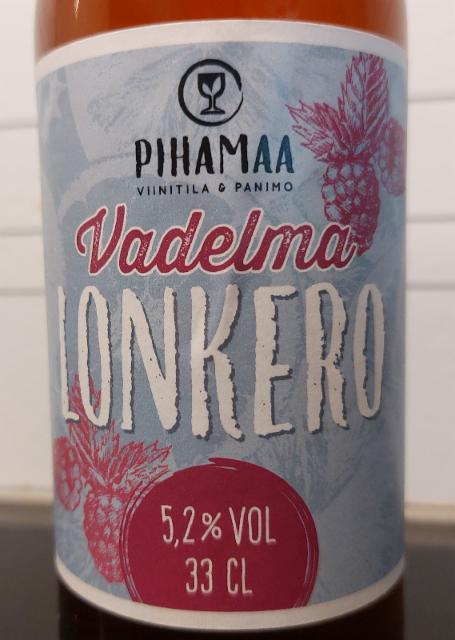 PIHAMAA
VIINITILA & PANIMO
Vadelma
LONKERO
5,2% VOL
33 CL